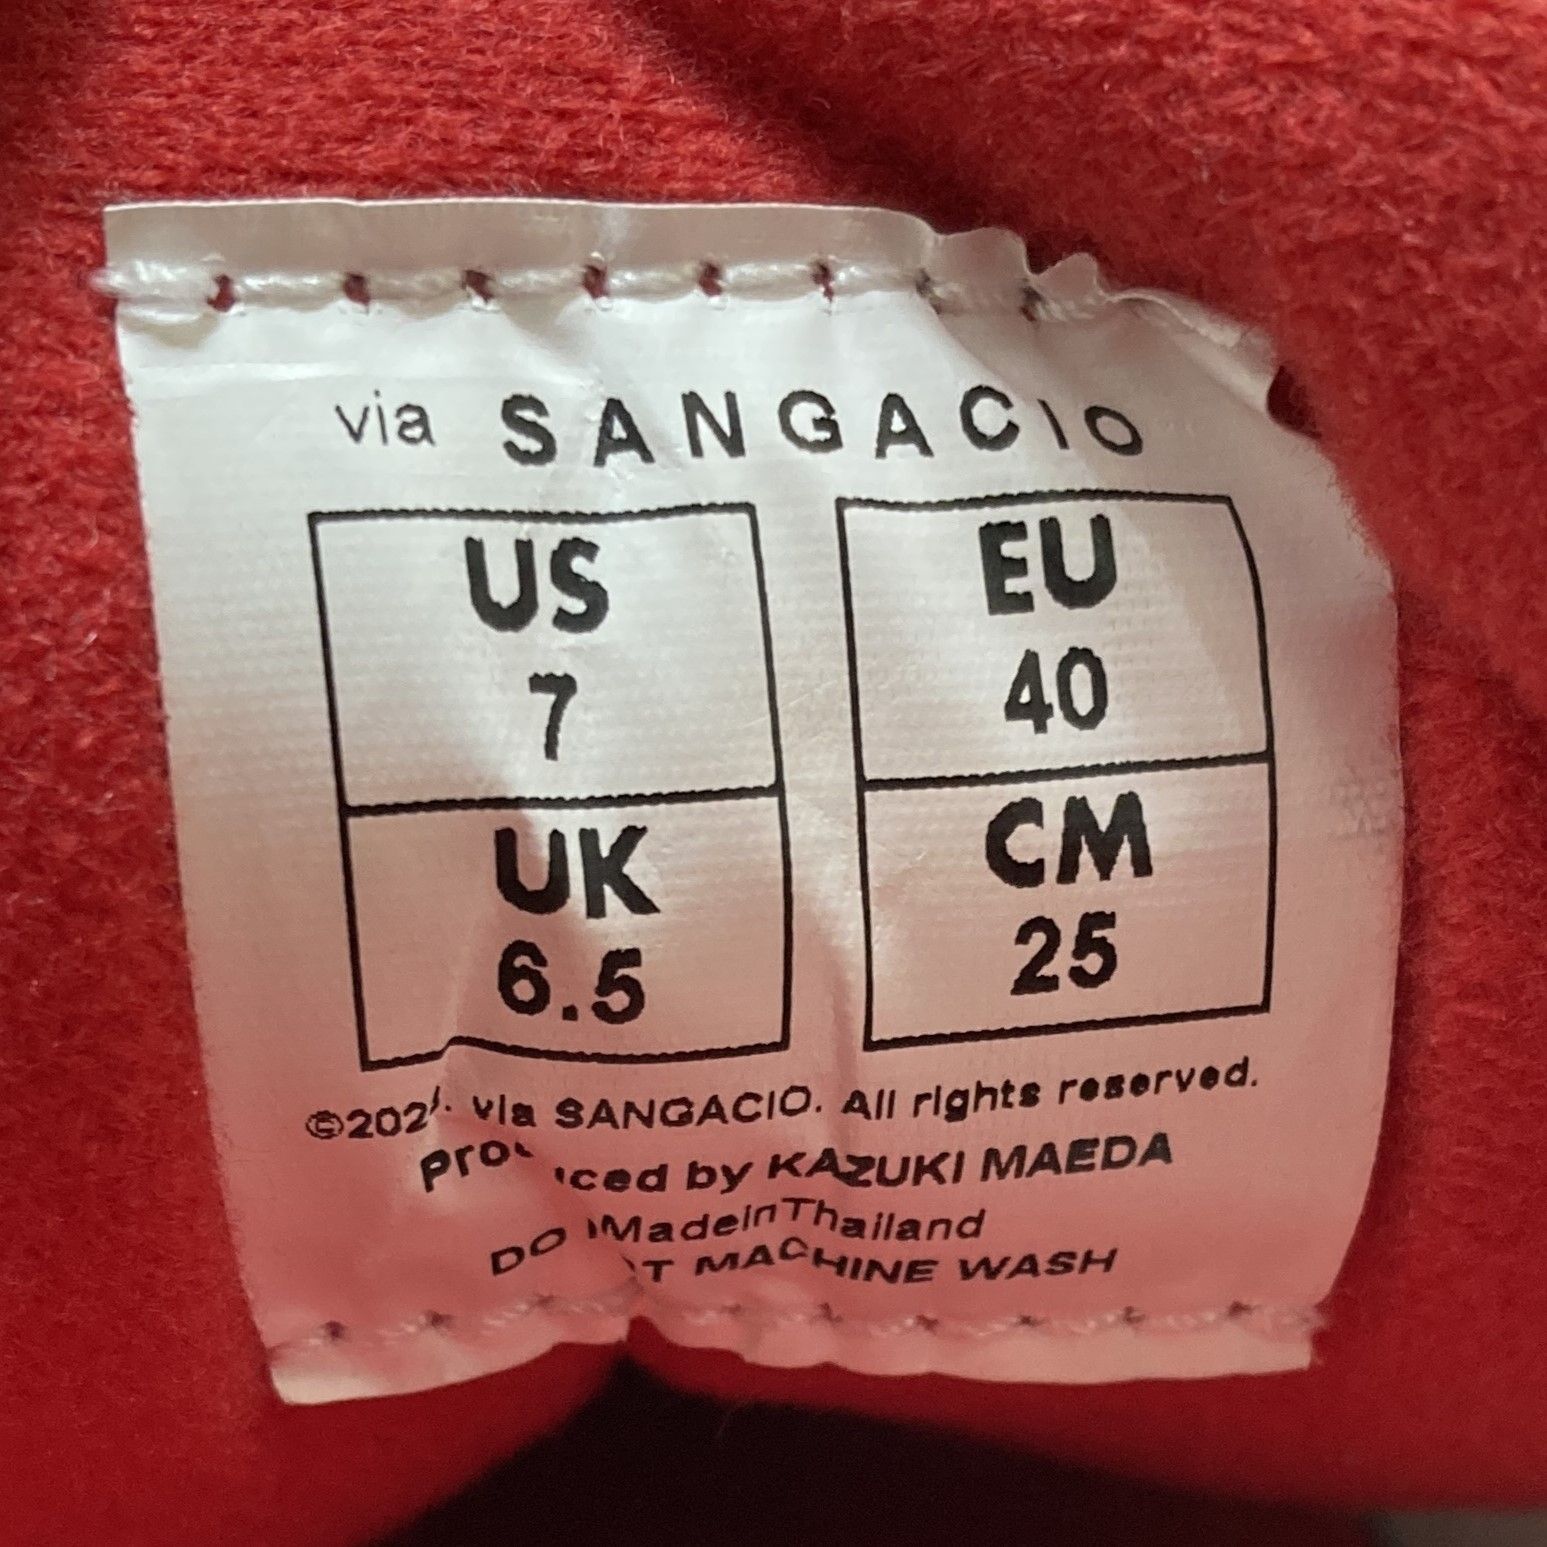 via SANGACIO
US EU
7 40
UK CM
6.5 25
via SANGACIO. All rights reserved.
by KAZUKI MAEDA
MadeinThailand
DO MACHINE WASH